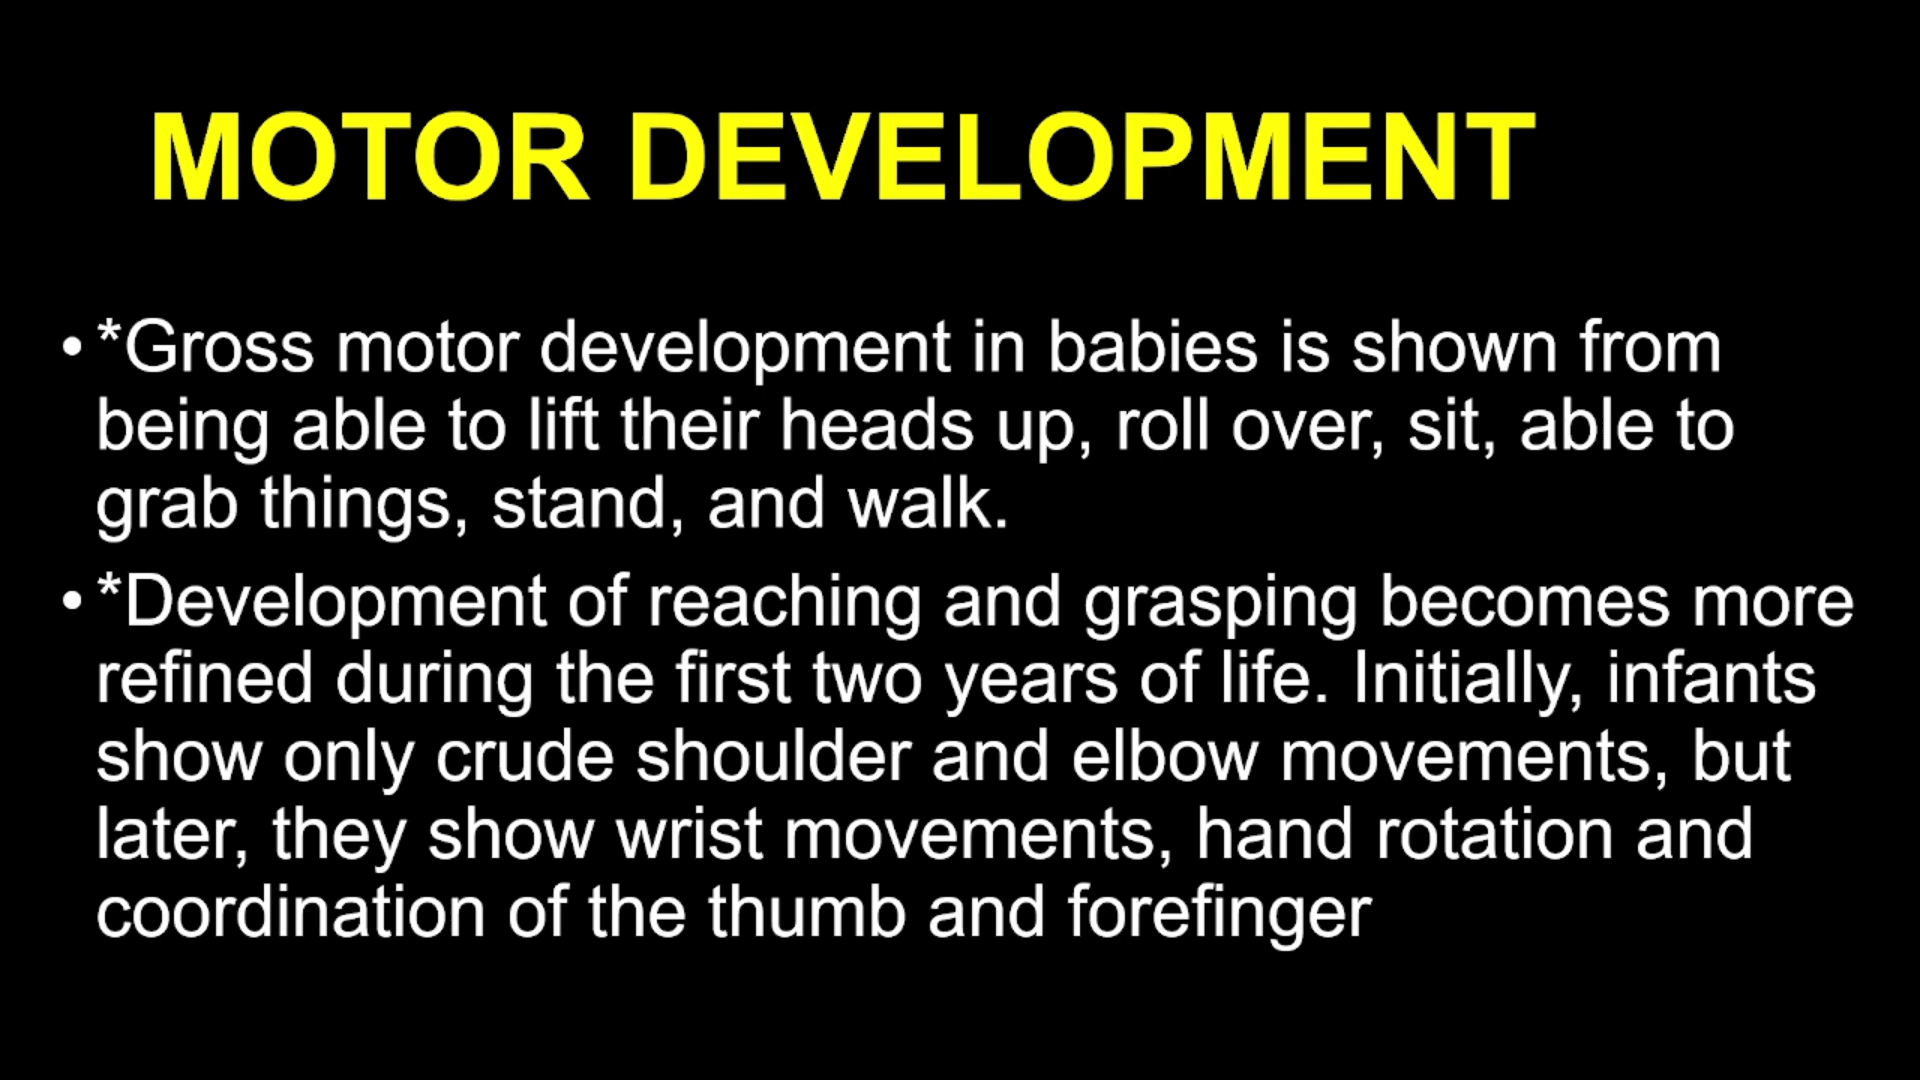 MOTOR DEVELOPMENT
• *Gross motor development in babies is shown from
being able to lift their heads up, roll over, sit, able to
grab things, stand, and walk.
• *Development of reaching and grasping becomes more
refined during the first two years of life. Initially, infants
show only crude shoulder and elbow movements, but
later, they show wrist movements, hand rotation and
coordination of the thumb and forefinger